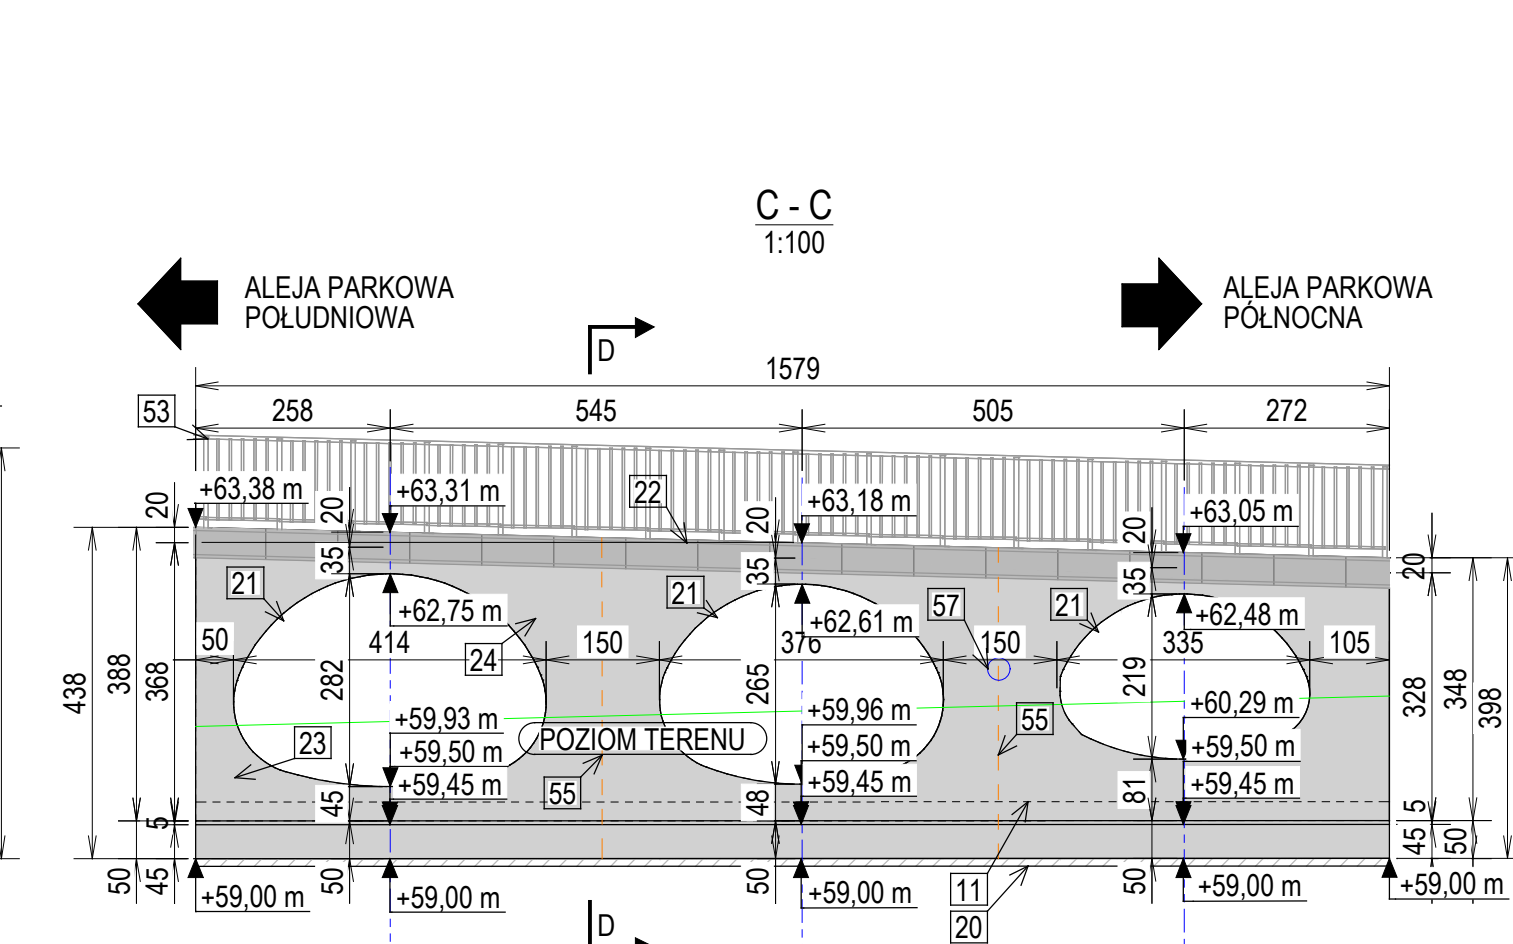 C - C
1:100
ALEJA PARKOWA
POŁUDNIOWA
ALEJA PARKOWA
PÓŁNOCNA
D
1579
53
258
545
505
272
20
+63,38 m
20
+63,31 m
22
20
+63,18 m
20
+63,05 m
20
35
35
35
21
21
57
21
+62,75 m
+62,61 m
+62,48 m
50
414
24
150
376
150
335
105
438
388
368
282
265
219
328
348
398
+59,93 m
+59,96 m
+60,29 m
55
23
POZIOM TERENU
+59,50 m
+59,50 m
+59,50 m
+59,45 m
+59,45 m
+59,45 m
55
5
45
48
81
5
45
50
50
45
50
50
50
+59,00 m
+59,00 m
+59,00 m
+59,00 m
+59,00 m
11
20
D